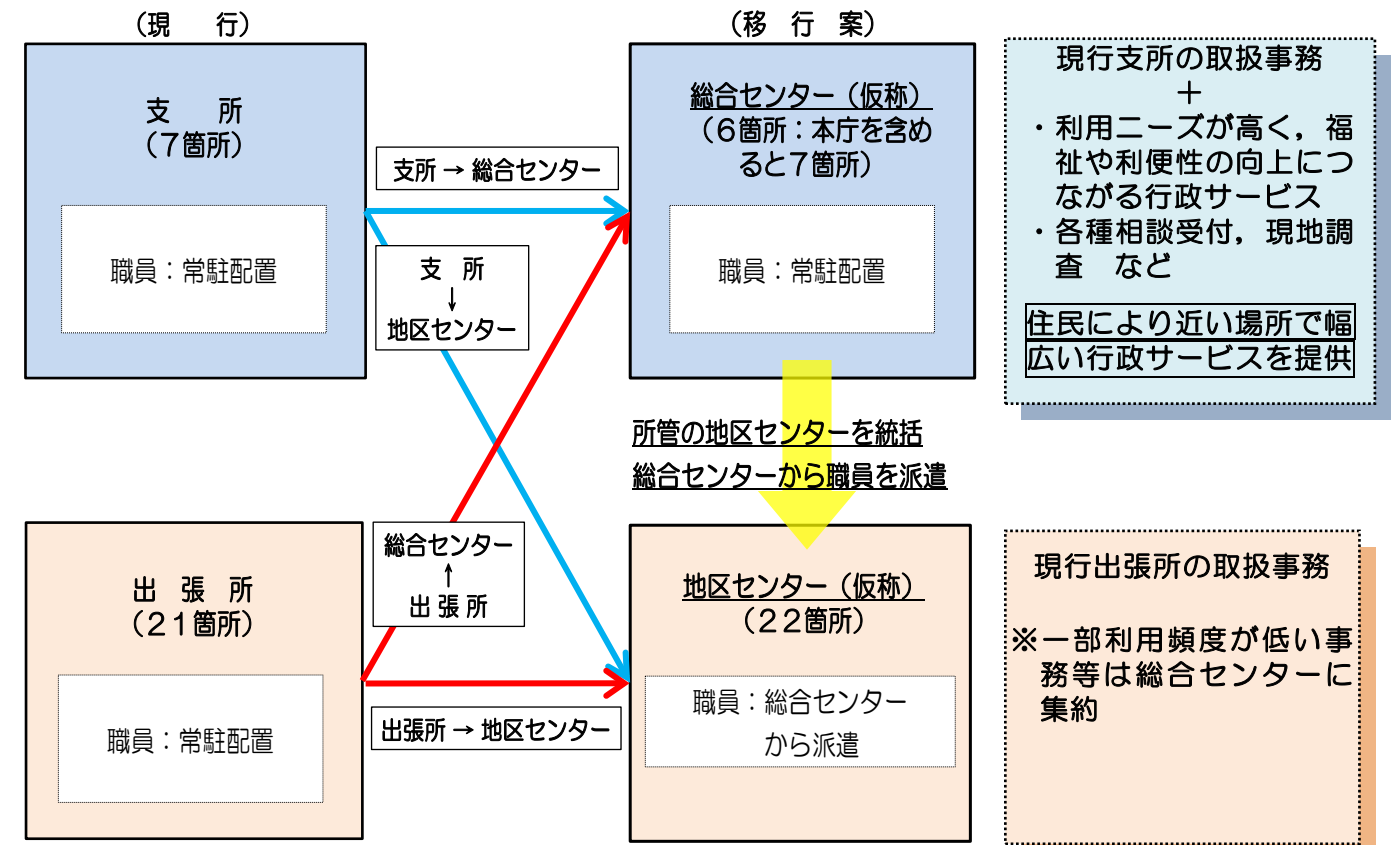 （現　　行）
支　　所
（7箇所）
職員：常駐配置
支所 → 総合センター
支　所
↓
地区センター
（移　行　案）
総合センター（仮称）
（６箇所：本庁を含め
ると７箇所）
職員：常駐配置
現行支所の取扱事務
＋
・利用ニーズが高く，福
祉や利便性の向上につ
ながる行政サービス
・各種相談受付，現地調
査　など
住民により近い場所で幅
広い行政サービスを提供
所管の地区センターを統括
総合センターから職員を派遣
出　張　所
（２１箇所）
職員：常駐配置
総合センター
↑
出 張 所
出張所 → 地区センター
地区センター（仮称）
（２２箇所）
職員：総合センター
から派遣
現行出張所の取扱事務
※一部利用頻度が低い事
務等は総合センターに
集約